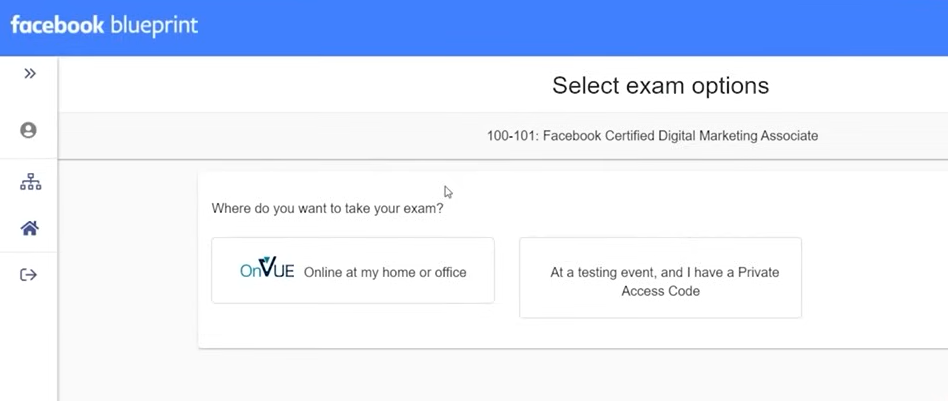 facebook blueprint
Select exam options
100-101: Facebook Certified Digital Marketing Associate
Where do you want to take your exam?
OnVUE Online at my home or office
At a testing event, and I have a Private
Access Code